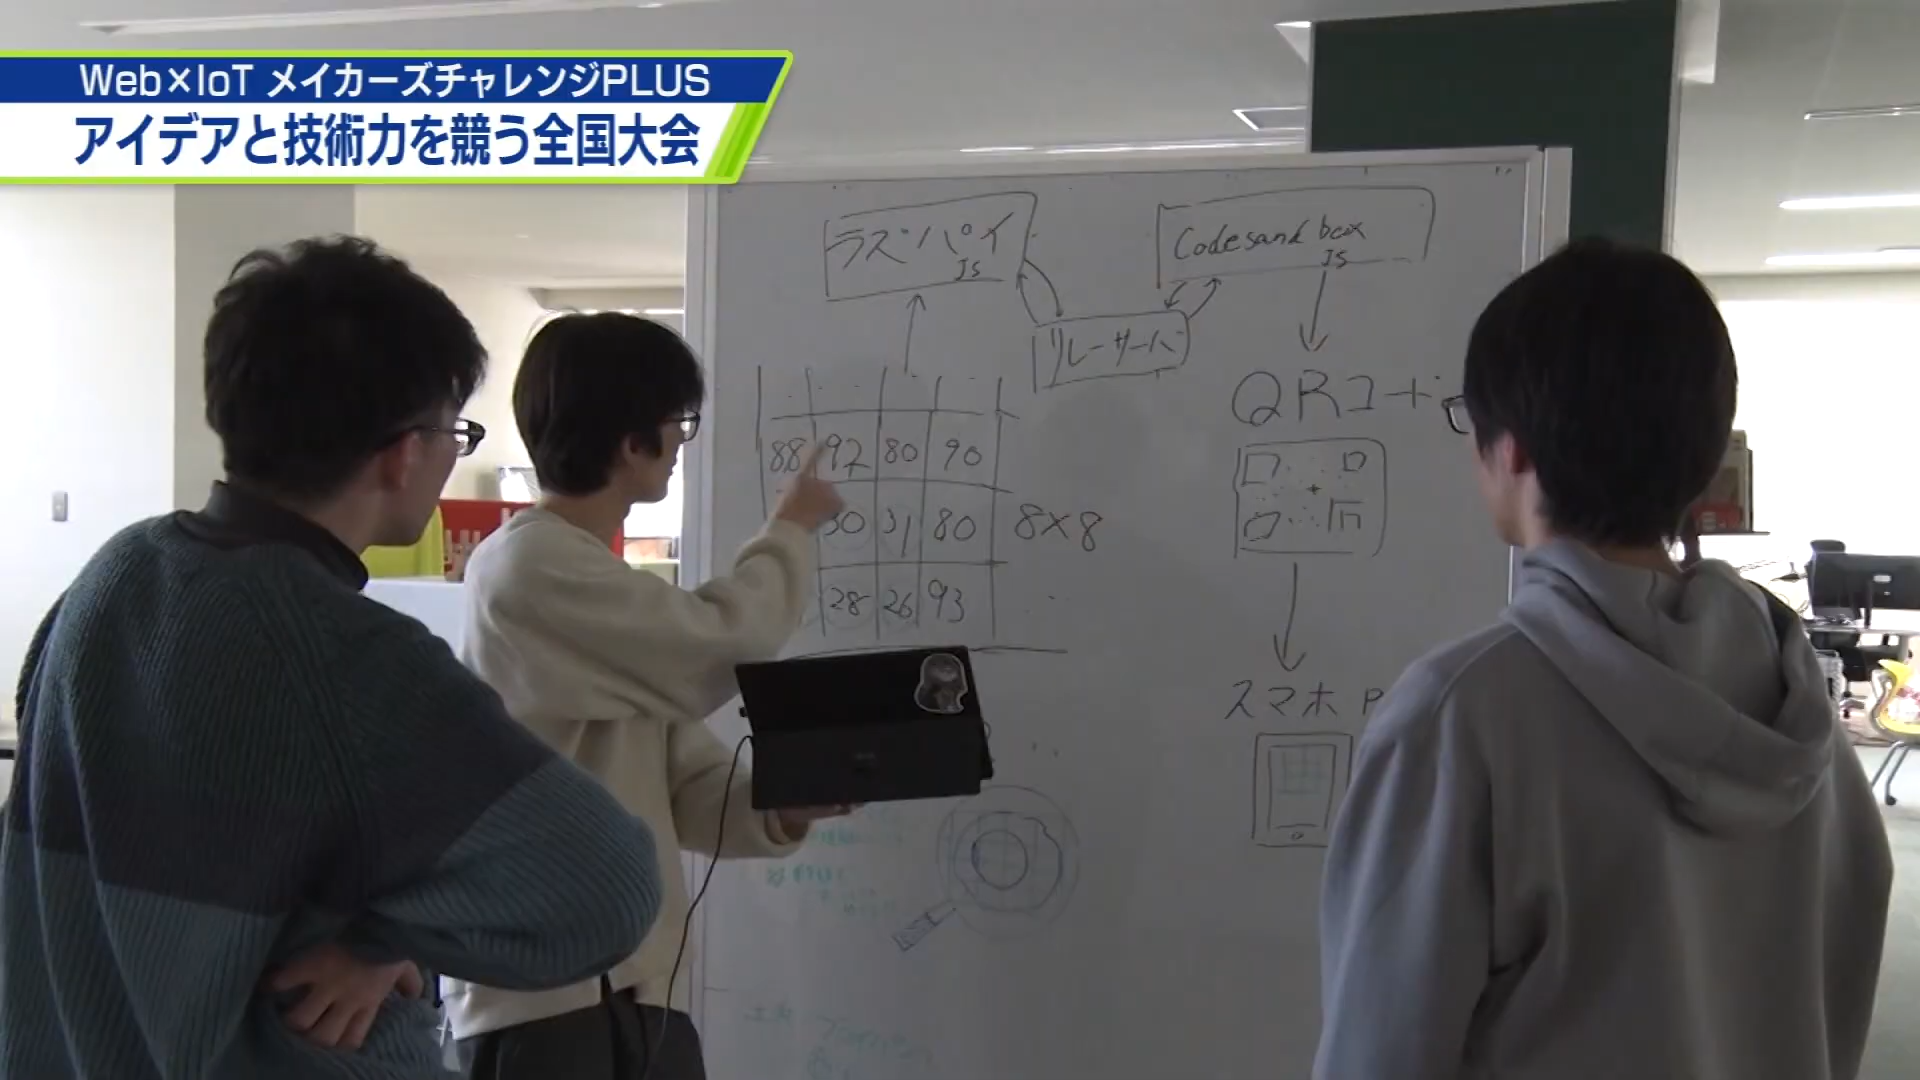 Web×IoT メイカーズチャレンジPLUS
アイデアと技術力を競う全国大会
ラズパイ
JS
Codesand box
JS
リレーサーバ
QRコード
88 92 80 90
30 31 80
8×8
28 26 93
スマホ